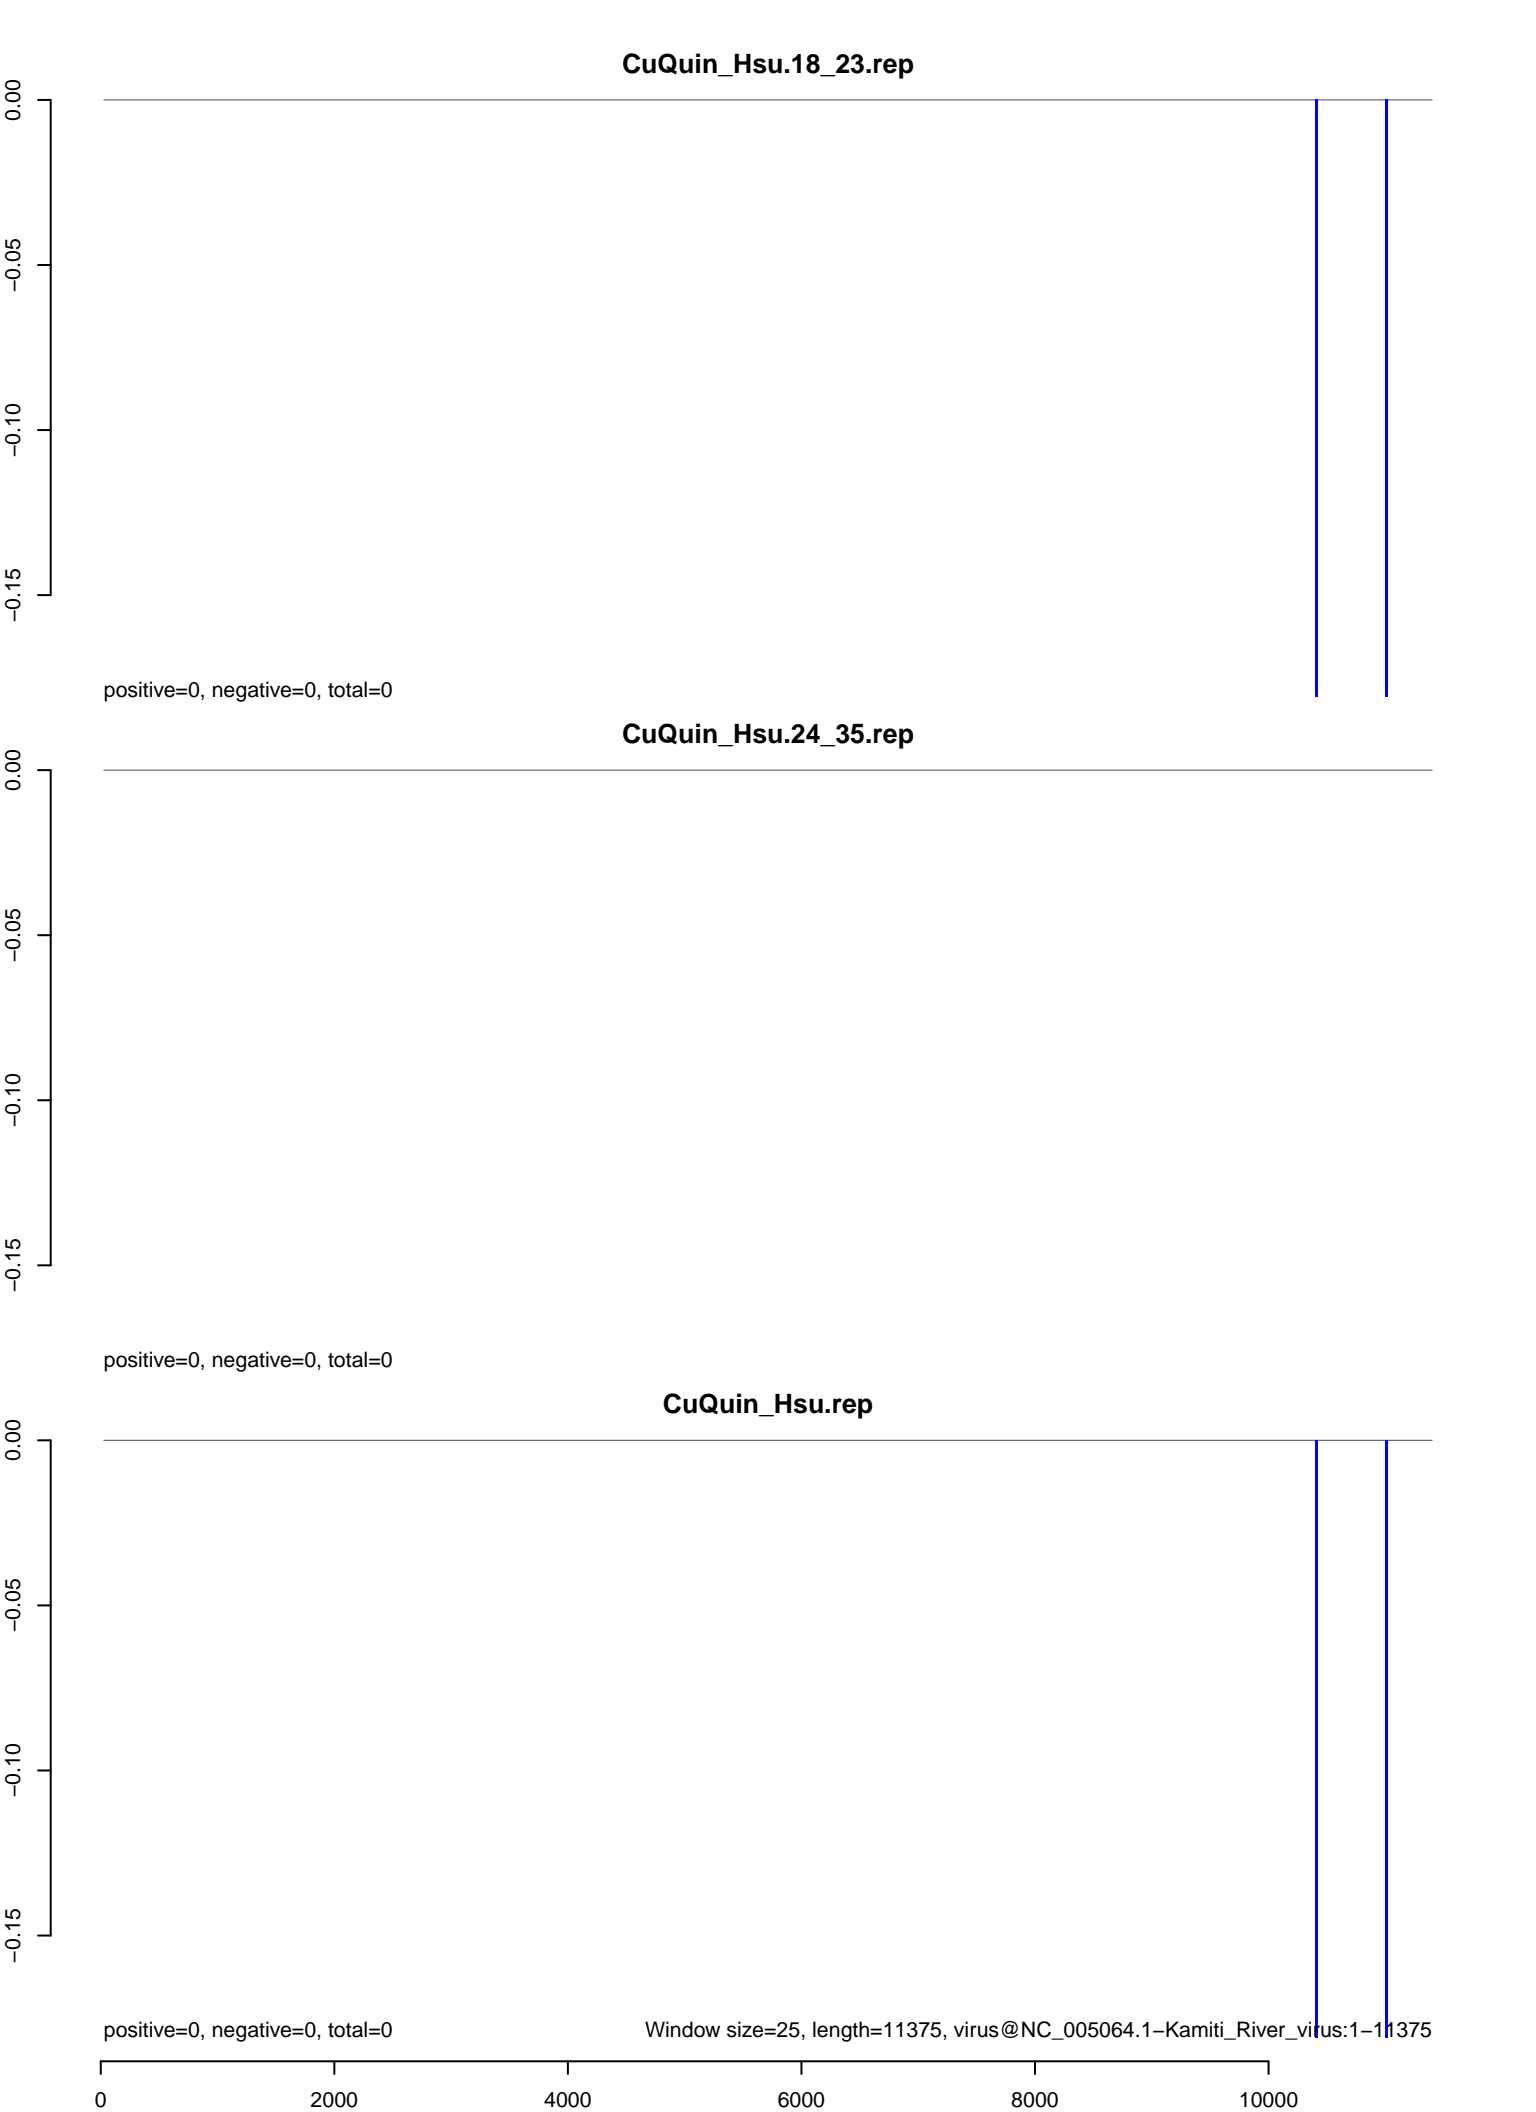 CuQuin_Hsu.18_23.rep
0.00
−0.05
−0.10
−0.15
positive=0, negative=0, total=0
CuQuin_Hsu.24_35.rep
0.00
−0.05
−0.10
−0.15
positive=0, negative=0, total=0
CuQuin_Hsu.rep
0.00
−0.05
−0.10
−0.15
positive=0, negative=0, total=0 Window size=25, length=11375, virus@NC_005064.1−Kamiti_River_virus:1−11375
0 2000 4000 6000 8000 10000